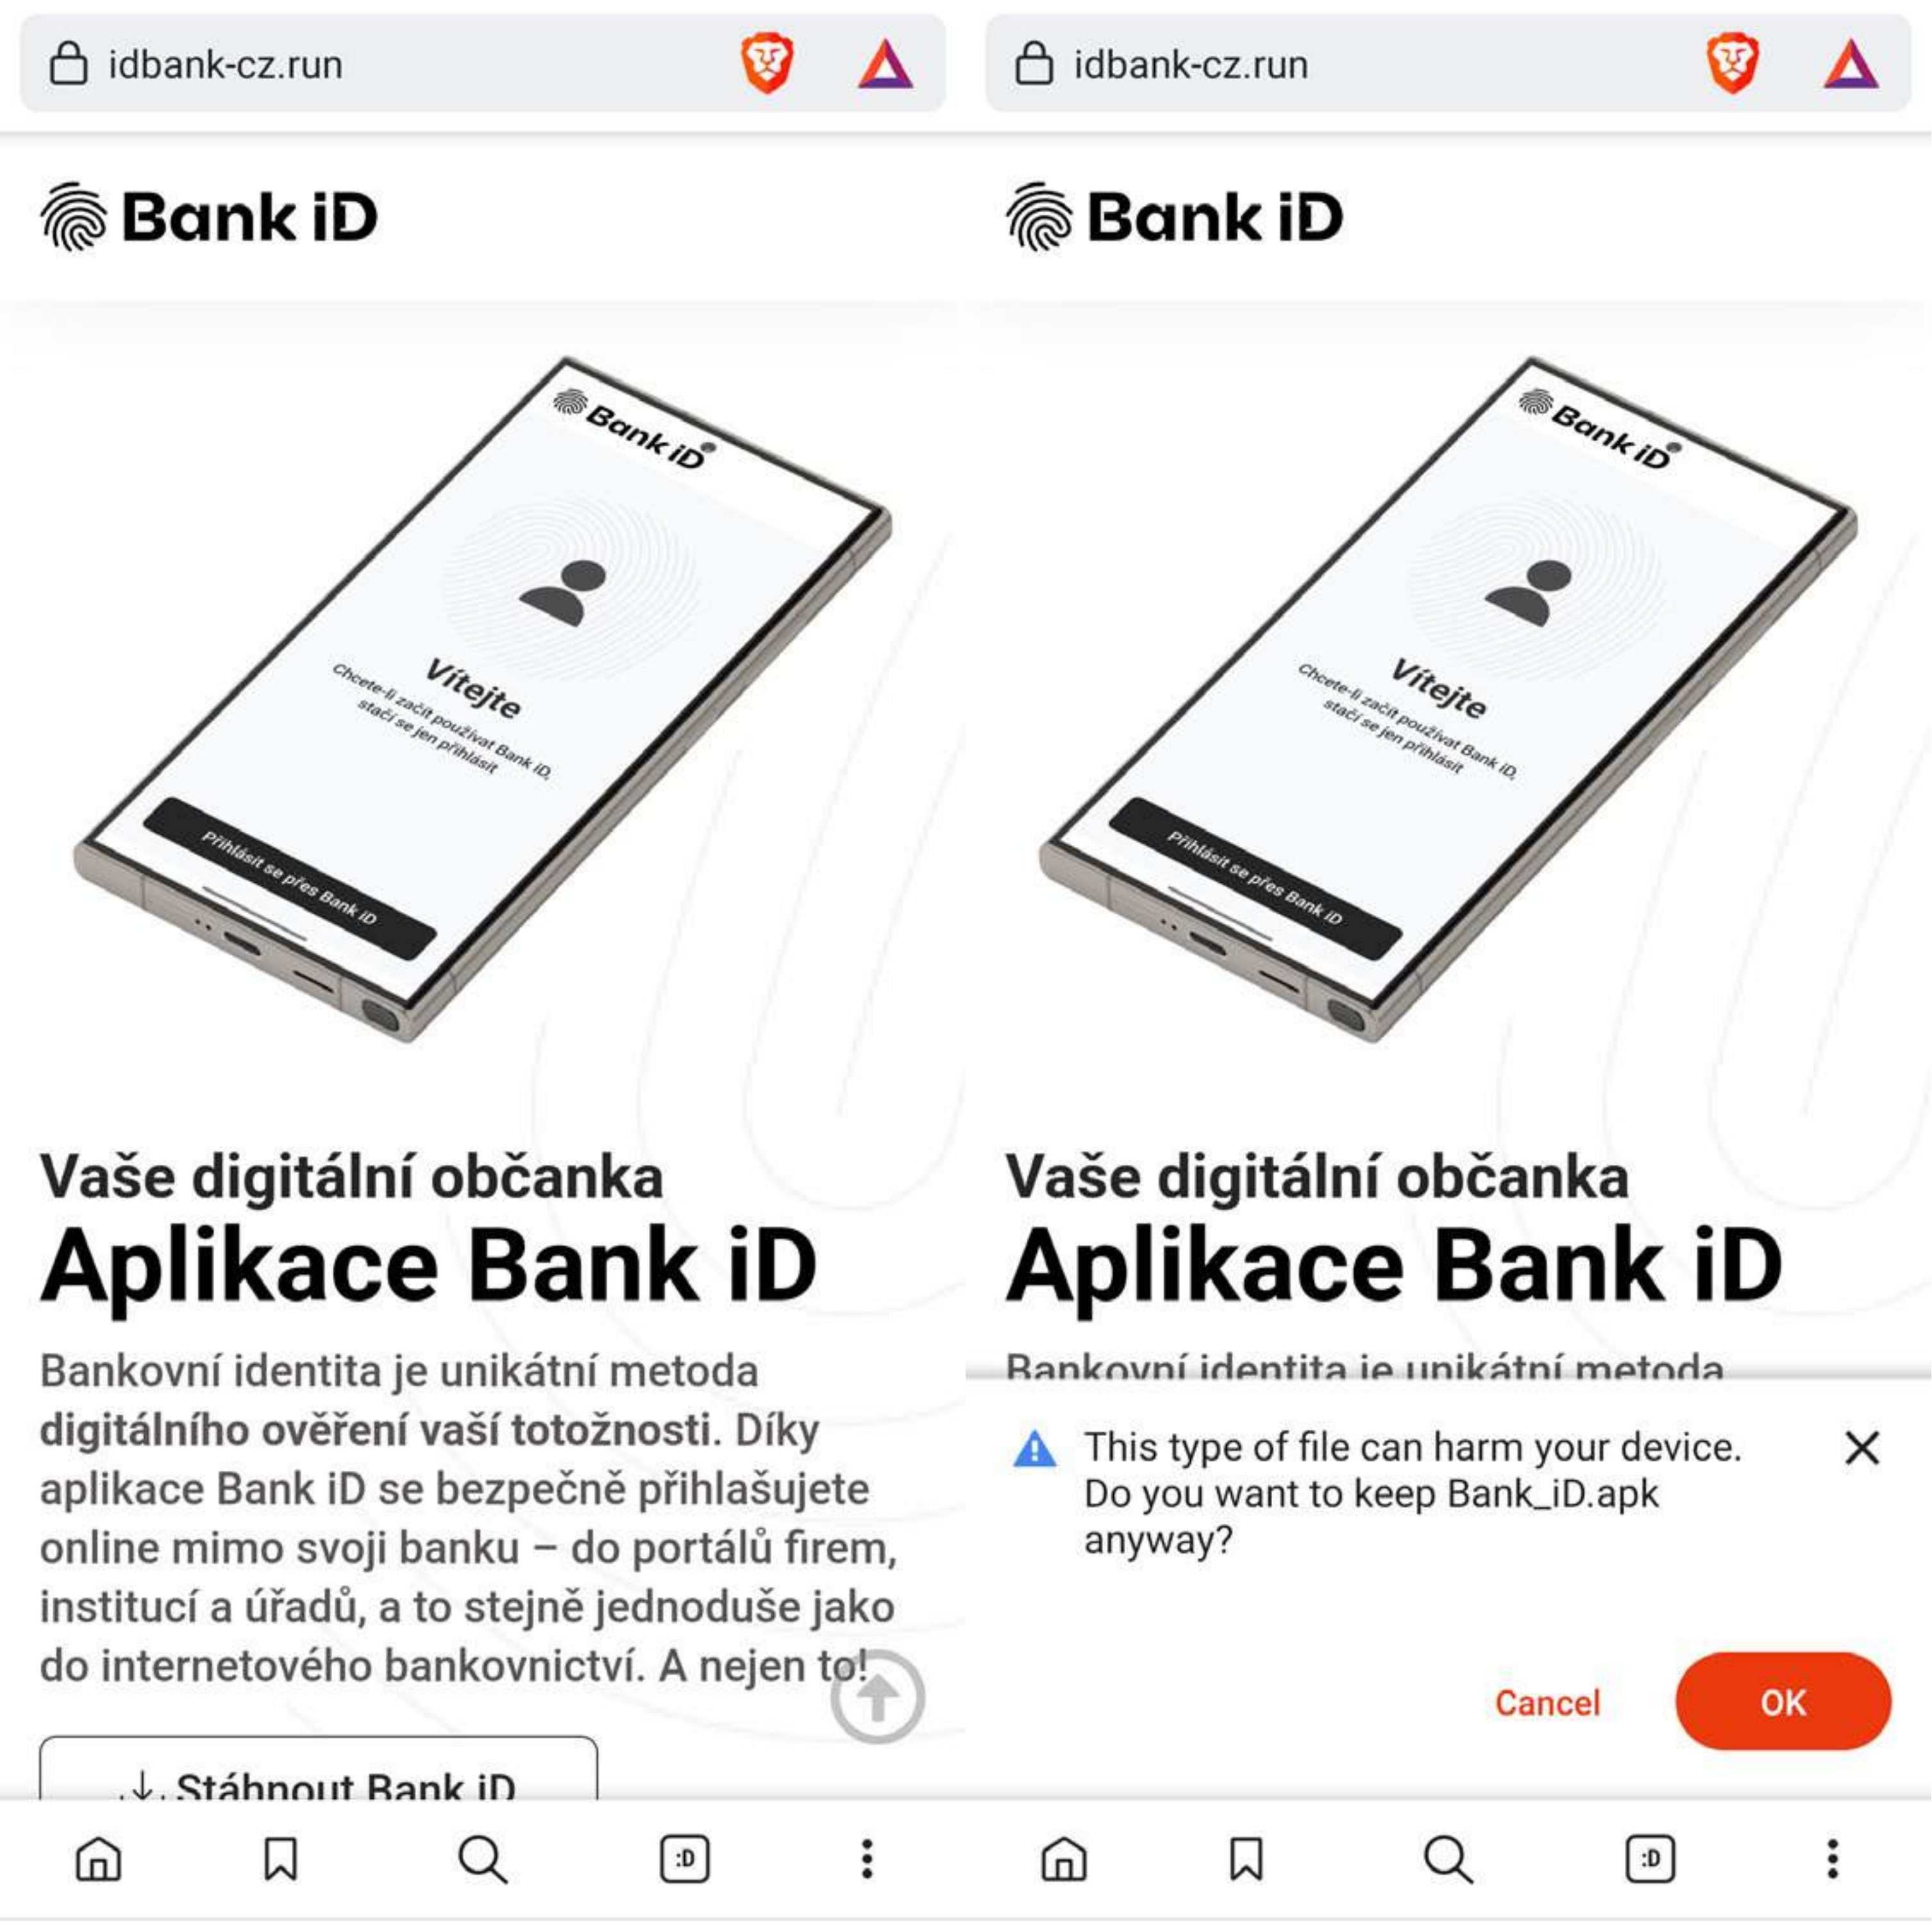 idbank-cz.run
Bank iD
Bank iD
Vítejte
Chcete-li začít používat Bank iD,
stačí se jen přihlásit
Přihlásit se přes Bank iD
Vaše digitální občanka
Aplikace Bank iD
Bankovní identita je unikátní metoda
digitálního ověření vaší totožnosti. Díky
aplikace Bank iD se bezpečně přihlašujete
online mimo svoji banku – do portálů firem,
institucí a úřadů, a to stejně jednoduše jako
do internetového bankovnictví. A nejen to!
Stáhnout Bank iD
:D
idbank-cz.run
Bank iD
Bank iD
Vítejte
Chcete-li začít používat Bank iD,
stačí se jen přihlásit
Přihlásit se přes Bank iD
Vaše digitální občanka
Aplikace Bank iD
Bankovní identita je unikátní metoda
This type of file can harm your device.
Do you want to keep Bank_iD.apk
anyway?
Cancel
OK
:D